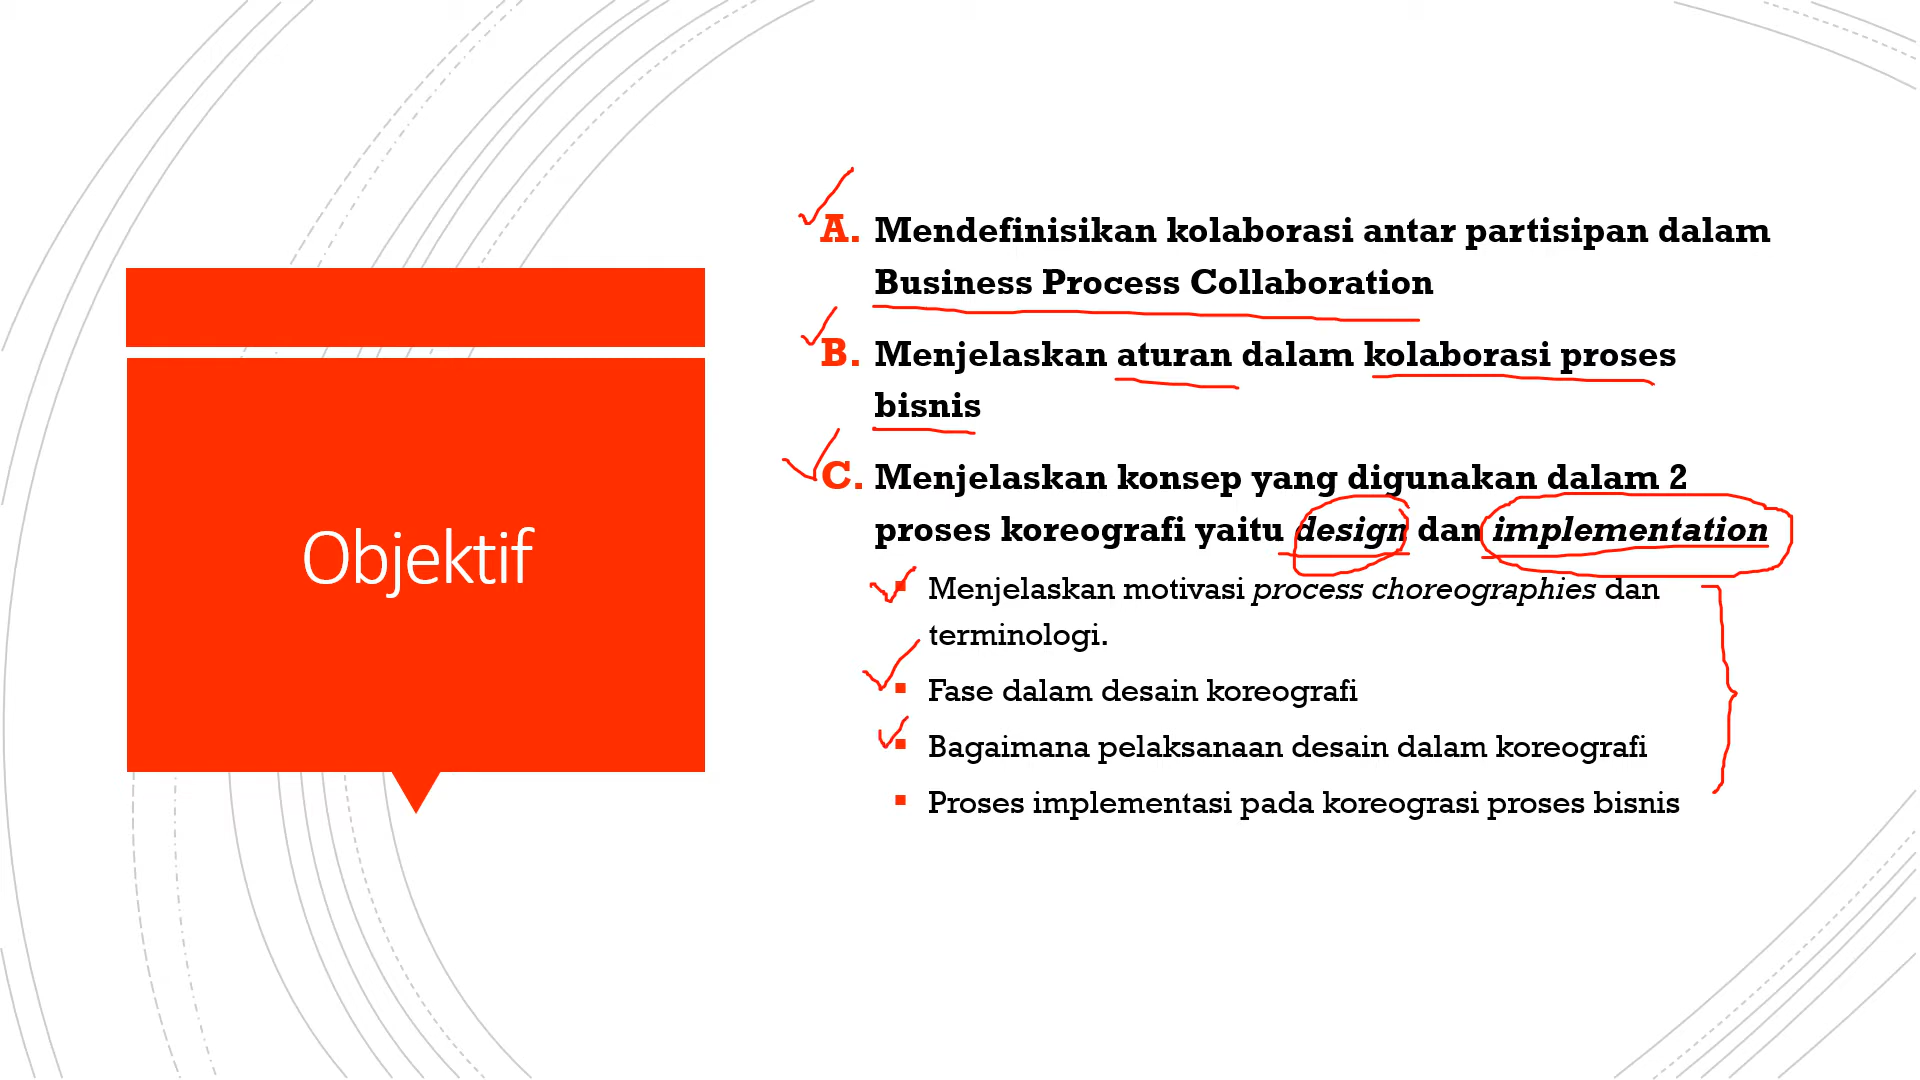 Objektif
A. Mendefinisikan kolaborasi antar partisipan dalam
Business Process Collaboration
B. Menjelaskan aturan dalam kolaborasi proses
bisnis
C. Menjelaskan konsep yang digunakan dalam 2
proses koreografi yaitu design dan implementation
▪ Menjelaskan motivasi process choreographies dan
terminologi.
▪ Fase dalam desain koreografi
▪ Bagaimana pelaksanaan desain dalam koreografi
▪ Proses implementasi pada koreograsi proses bisnis